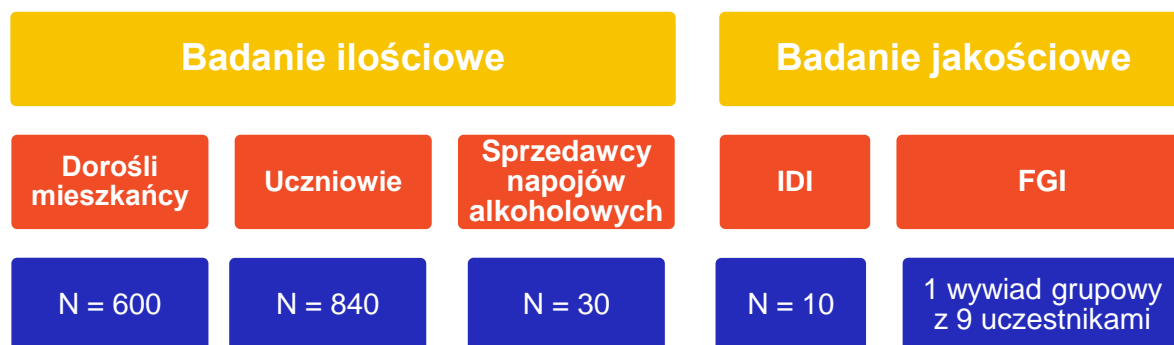 Badanie ilościowe
Badanie jakościowe
Dorośli
mieszkańcy
Uczniowie
Sprzedawcy
napojów
alkoholowych
IDI
FGI
N = 600
N = 840
N = 30
N = 10
1 wywiad grupowy
z 9 uczestnikami